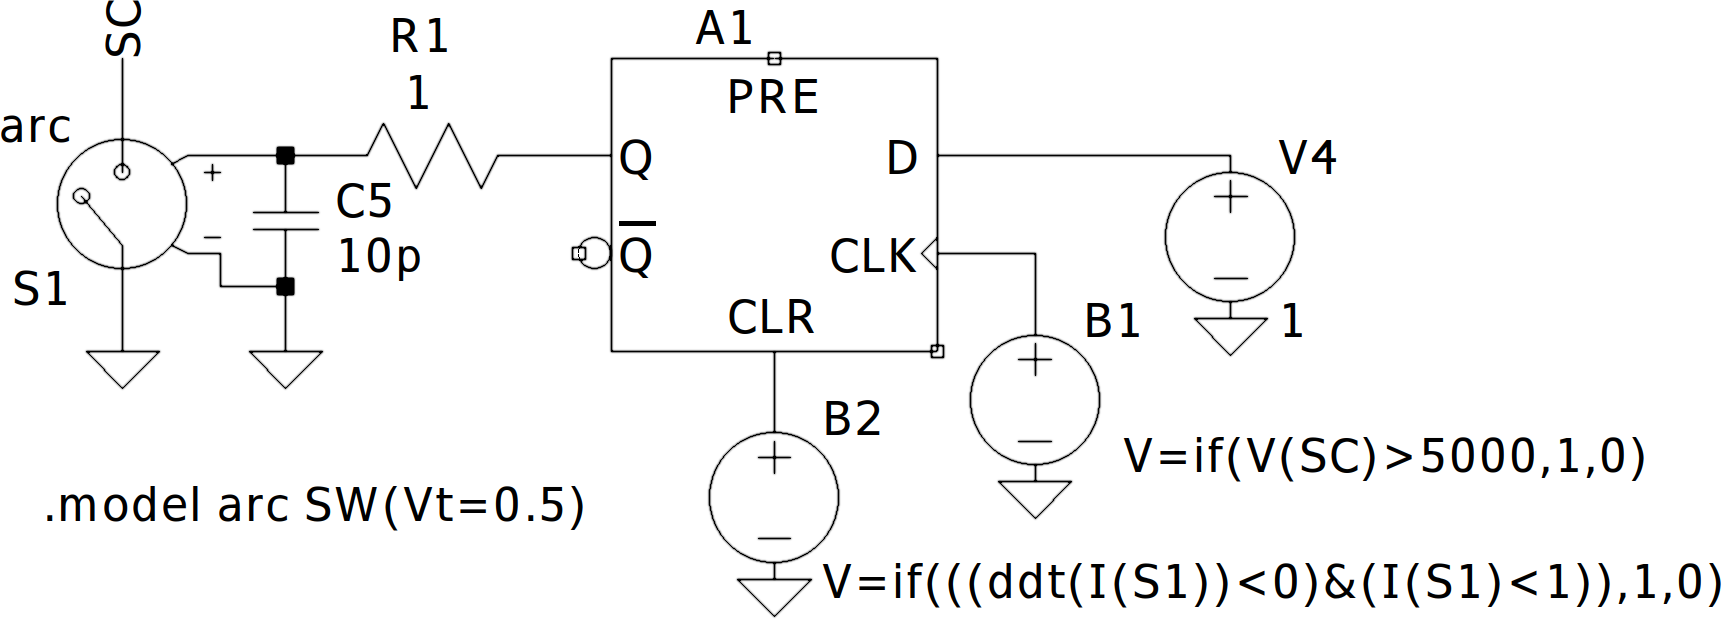 SC
R1
1
A1
PRE
arc
Q
D
V4
+
C5
+
Q
CLK
10p
S1
CLR
B1
1
+
B2
+
V=if(V(SC)>5000,1,0)
.model arc SW(Vt=0.5)
V=if(((ddt(I(S1))<0)&(I(S1)<1)),1,0)